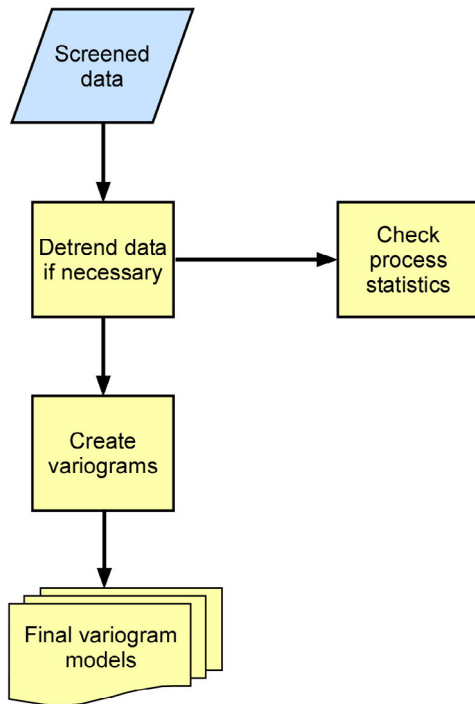 Screened
data
Detrend data
if necessary
Check
process
statistics
Create
variograms
Final variogram
models